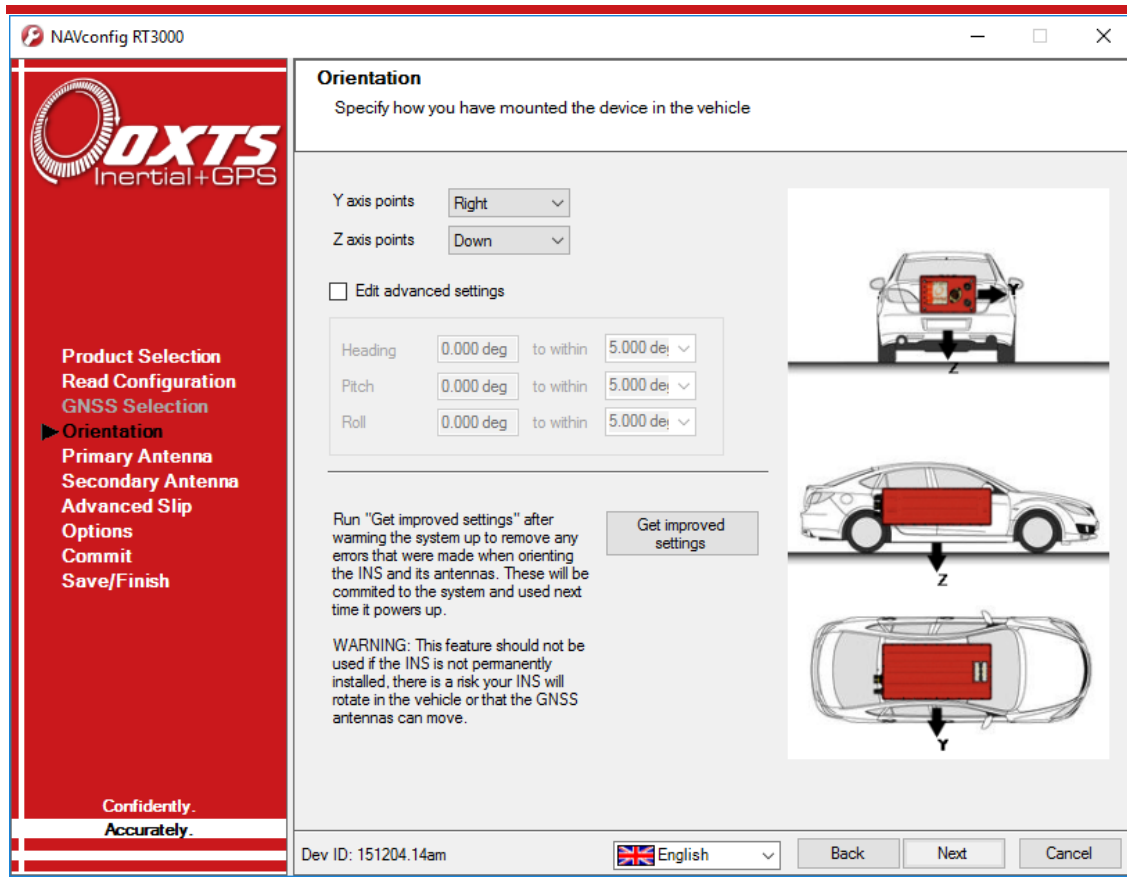 NAVconfig RT3000
OXTS
Inertial+GPS
Product Selection
Read Configuration
GNSS Selection
Orientation
Primary Antenna
Secondary Antenna
Advanced Slip
Options
Commit
Save/Finish
Confidently.
Accurately.
Orientation
Specify how you have mounted the device in the vehicle
Y axis points Right
Z axis points Down
Edit advanced settings
Heading 0.000 deg to within 5.000 de
Pitch 0.000 deg to within 5.000 de
Roll 0.000 deg to within 5.000 de
Run "Get improved settings" after
warming the system up to remove any
errors that were made when orienting
the INS and its antennas. These will be
commited to the system and used next
time it powers up.
Get improved
settings
WARNING: This feature should not be
used if the INS is not permanently
installed, there is a risk your INS will
rotate in the vehicle or that the GNSS
antennas can move.
Y
Z
Z
Y
Dev ID: 151204.14am
English
Back
Next
Cancel